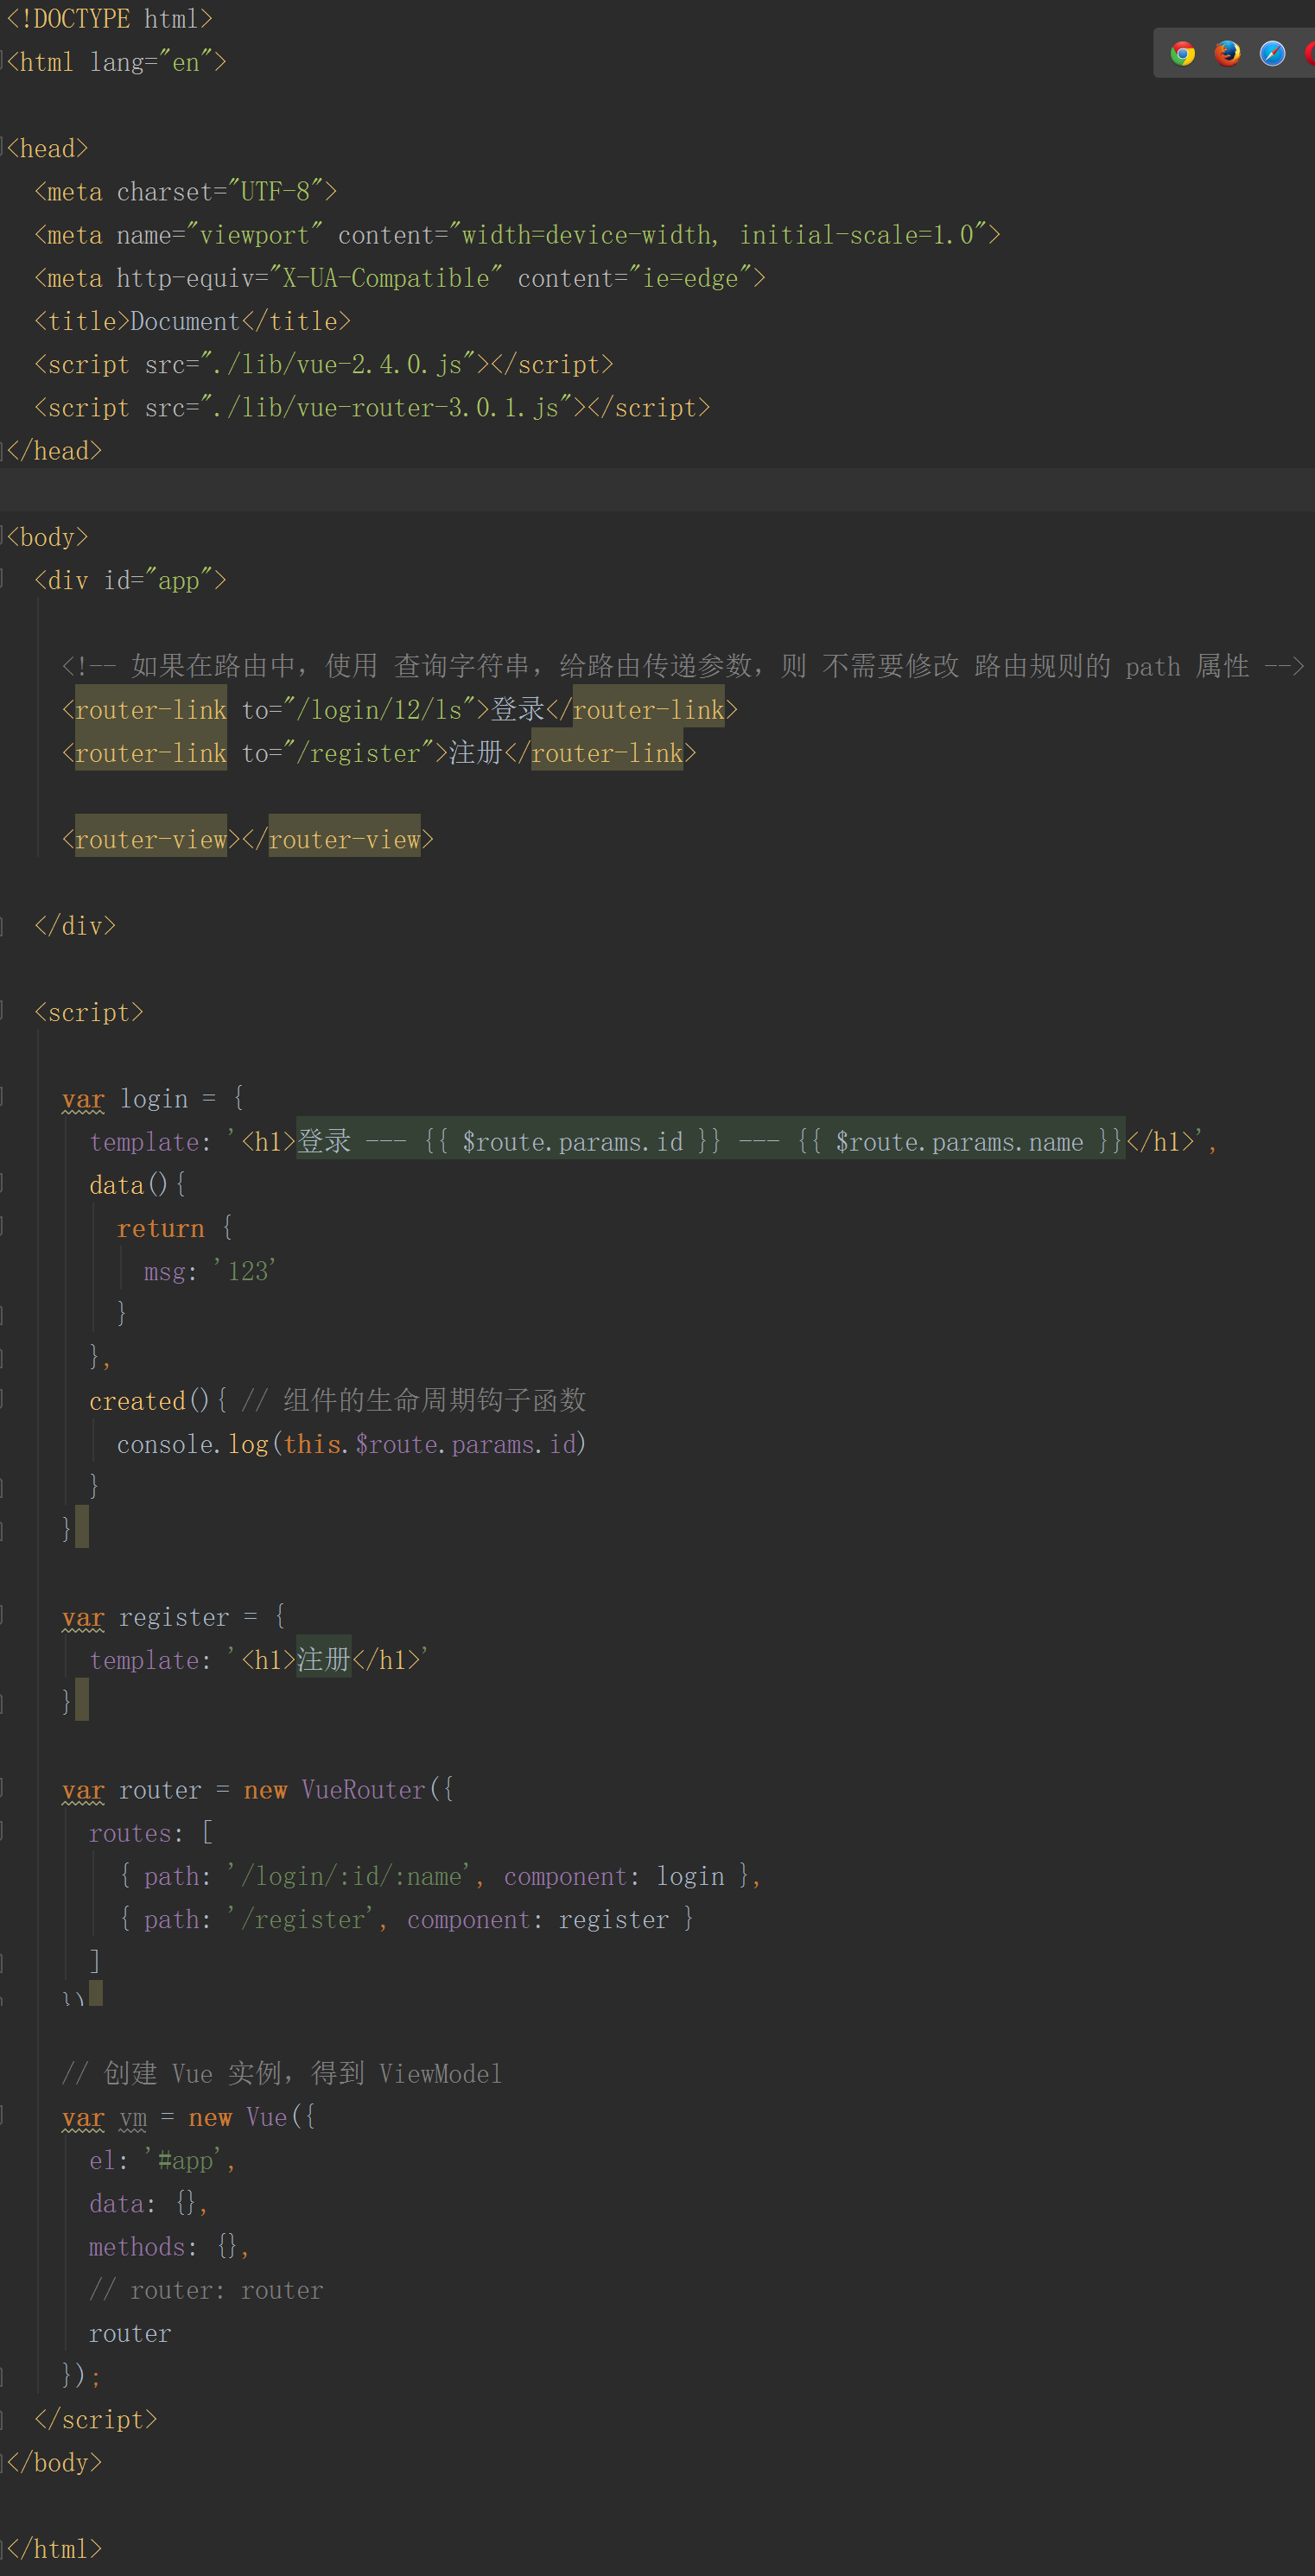 <!DOCTYPE html>
<html lang="en">
<head>
<meta charset="UTF-8">
<meta name="viewport" content="width=device-width, initial-scale=1.0">
<meta http-equiv="X-UA-Compatible" content="ie=edge">
<title>Document</title>
<script src="./lib/vue-2.4.0.js"></script>
<script src="./lib/vue-router-3.0.1.js"></script>
</head>
<body>
<div id="app">
<!-- 如果在路由中，使用 查询字符串，给路由传递参数，则 不需要修改 路由规则的 path 属性 -->
<router-link to="/login/12/ls">登录</router-link>
<router-link to="/register">注册</router-link>
<router-view></router-view>
</div>
<script>
var login = {
template: '<h1>登录 --- {{ $route.params.id }} --- {{ $route.params.name }}</h1>',
data(){
return {
msg: '123'
}
},
created(){ // 组件的生命周期钩子函数
console.log(this.$route.params.id)
}
}
var register = {
template: '<h1>注册</h1>'
}
var router = new VueRouter({
routes: [
{ path: '/login/:id/:name', component: login },
{ path: '/register', component: register }
]
})
// 创建 Vue 实例，得到 ViewModel
var vm = new Vue({
el: '#app',
data: {},
methods: {},
// router: router
router
});
</script>
</body>
</html>